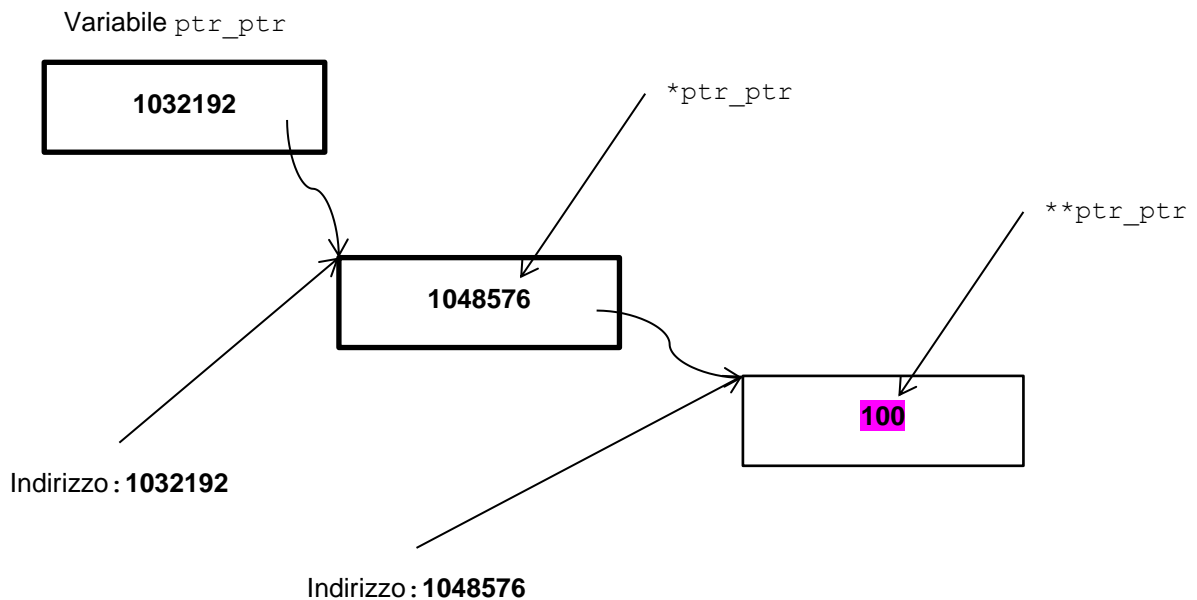 Variabile ptr_ptr
1032192
*ptr_ptr
**ptr_ptr
1048576
100
Indirizzo: 1032192
Indirizzo: 1048576